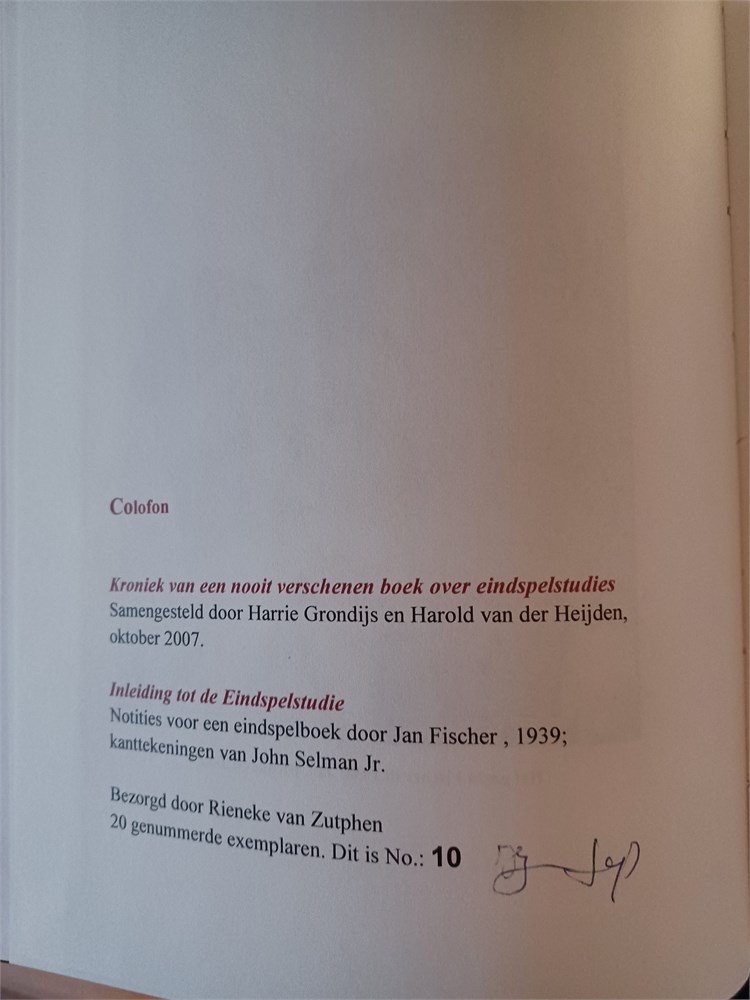 Colofon
Kroniek van een nooit verschenen boek over eindspelstudies
Samengesteld door Harrie Grondijs en Harold van der Heijden,
oktober 2007.
Inleiding tot de Eindspelstudie
Notities voor een eindspelboek door Jan Fischer , 1939;
kanttekeningen van John Selman Jr.
Bezorgd door Rieneke van Zutphen
20 genummerde exemplaren. Dit is No.: 10